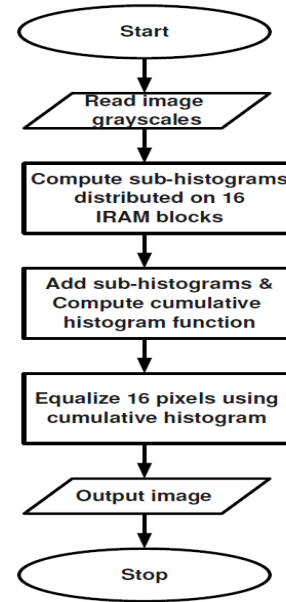 Start
Read image
grayscales
Compute sub-histograms
distributed on 16
IRAM blocks
Add sub-histograms &
Compute cumulative
histogram function
Equalize 16 pixels using
cumulative histogram
Output image
Stop